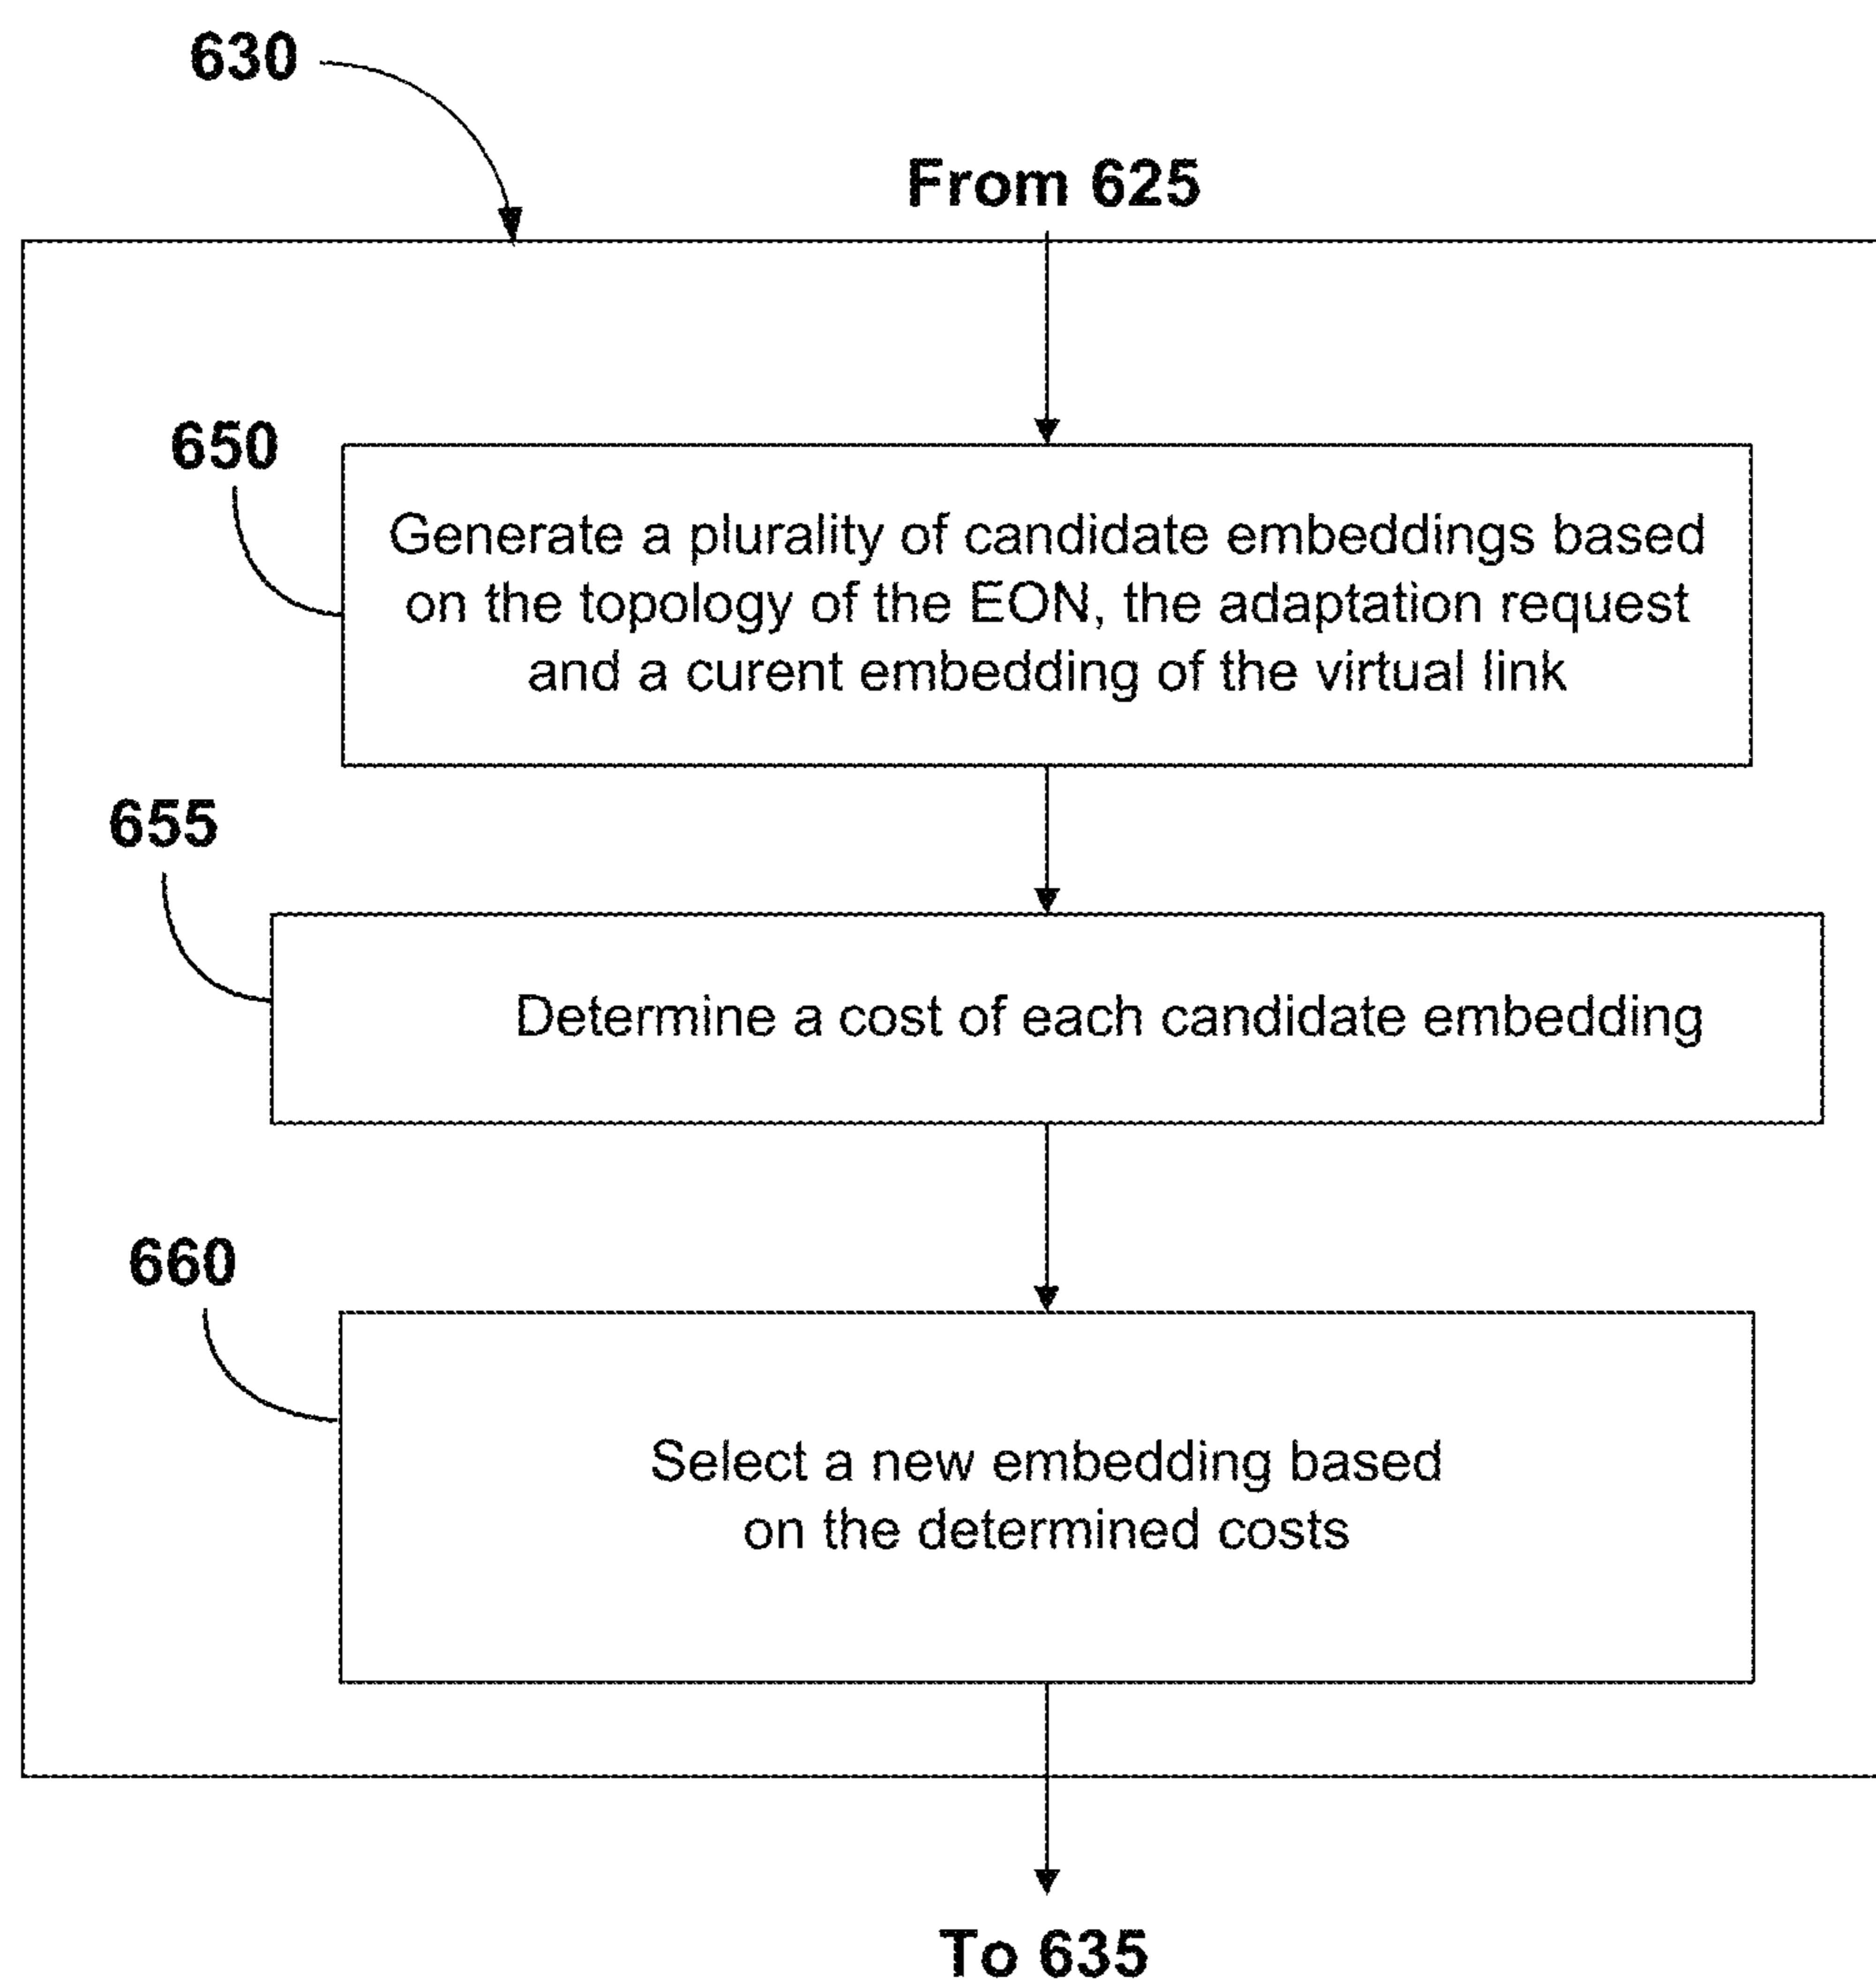 630
From 625
650
Generate a plurality of candidate embeddings based
on the topology of the EON, the adaptation request
and a curent embedding of the virtual link
655
Determine a cost of each candidate embedding
660
Select a new embedding based
on the determined costs
To 635